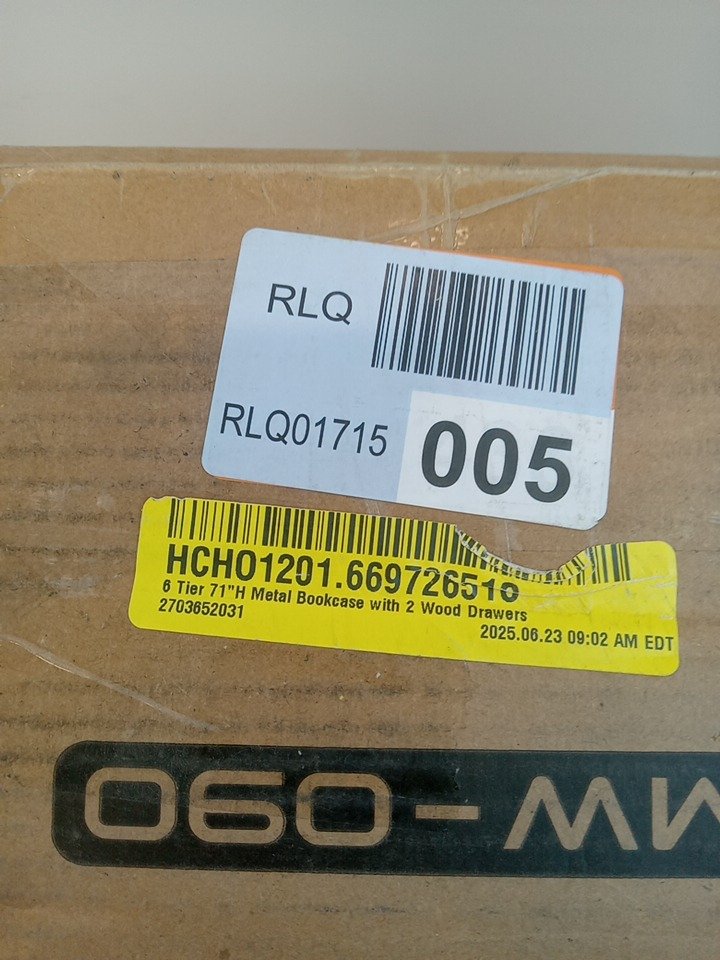 RLQ
RLQ01715
005
HCHO1201.669726510
6 Tier 71"H Metal Bookcase with 2 Wood Drawers
2703652031
2025.06.23 09:02 AM EDT
060-MW